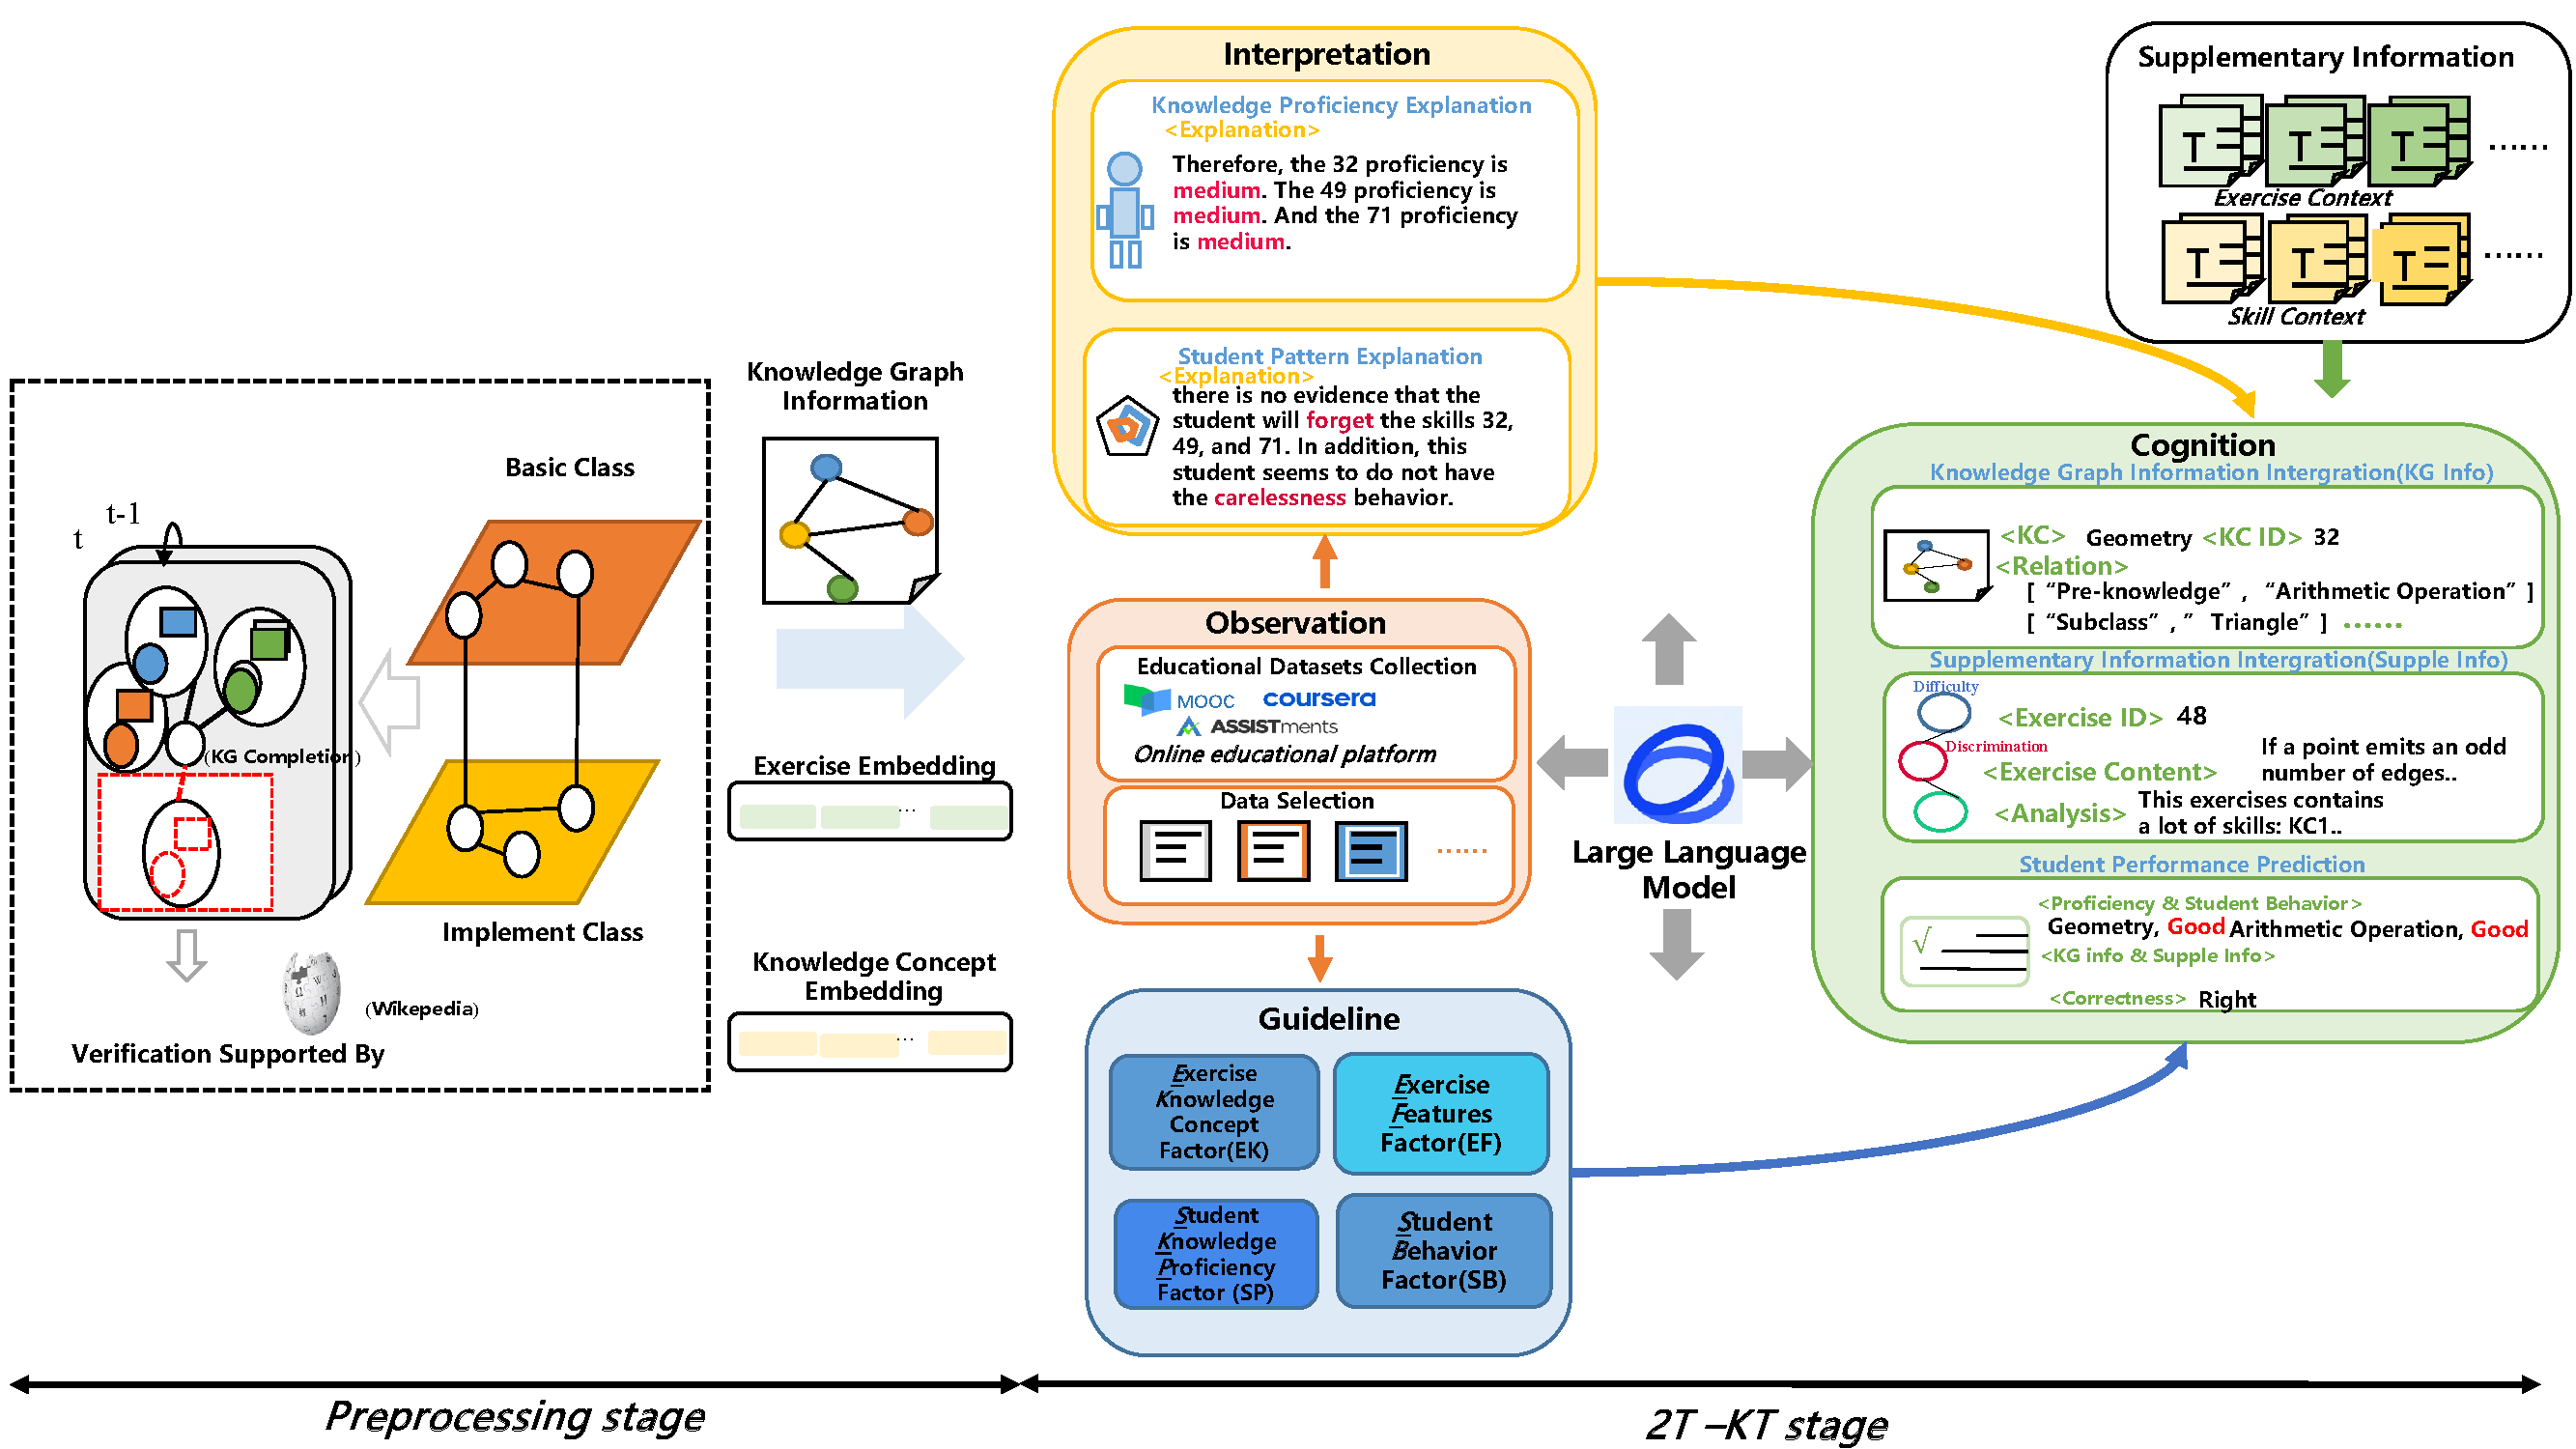 Basic Class
t-1
t
(KG Completion)
Implement Class
(Wikepedia)
Verification Supported By
Knowledge Graph
Information
Exercise Embedding
...
Knowledge Concept
Embedding
...
Interpretation
Knowledge Proficiency Explanation
<Explanation>
Therefore, the 32 proficiency is
medium. The 49 proficiency is
medium. And the 71 proficiency
is medium.
Student Pattern Explanation
<Explanation>
there is no evidence that the
student will forget the skills 32,
49, and 71. In addition, this
student seems to do not have
the carelessness behavior.
Observation
Educational Datasets Collection
MOOC
coursera
ASSISTments
Online educational platform
Data Selection
......
Guideline
Exercise
Knowledge
Concept
Factor(EK)
Exercise
Features
Factor(EF)
Student
Knowledge
Proficiency
Factor (SP)
Student
Behavior
Factor(SB)
Large Language
Model
Supplementary Information
T T T ......
Exercise Context
T T T ......
Skill Context
Cognition
Knowledge Graph Information Intergration(KG Info)
<KC> Geometry <KC ID> 32
<Relation>
[ “Pre-knowledge” , “Arithmetic Operation” ]
[ “Subclass” , ” Triangle” ] ......
Supplementary Information Intergration(Supple Info)
Difficulty
<Exercise ID> 48
Discrimination
<Exercise Content> If a point emits an odd
number of edges..
<Analysis> This exercises contains
a lot of skills: KC1..
Student Performance Prediction
<Proficiency & Student Behavior>
Geometry, Good Arithmetic Operation, Good
<KG info & Supple Info>
√
<Correctness> Right
Preprocessing stage
2T –KT stage